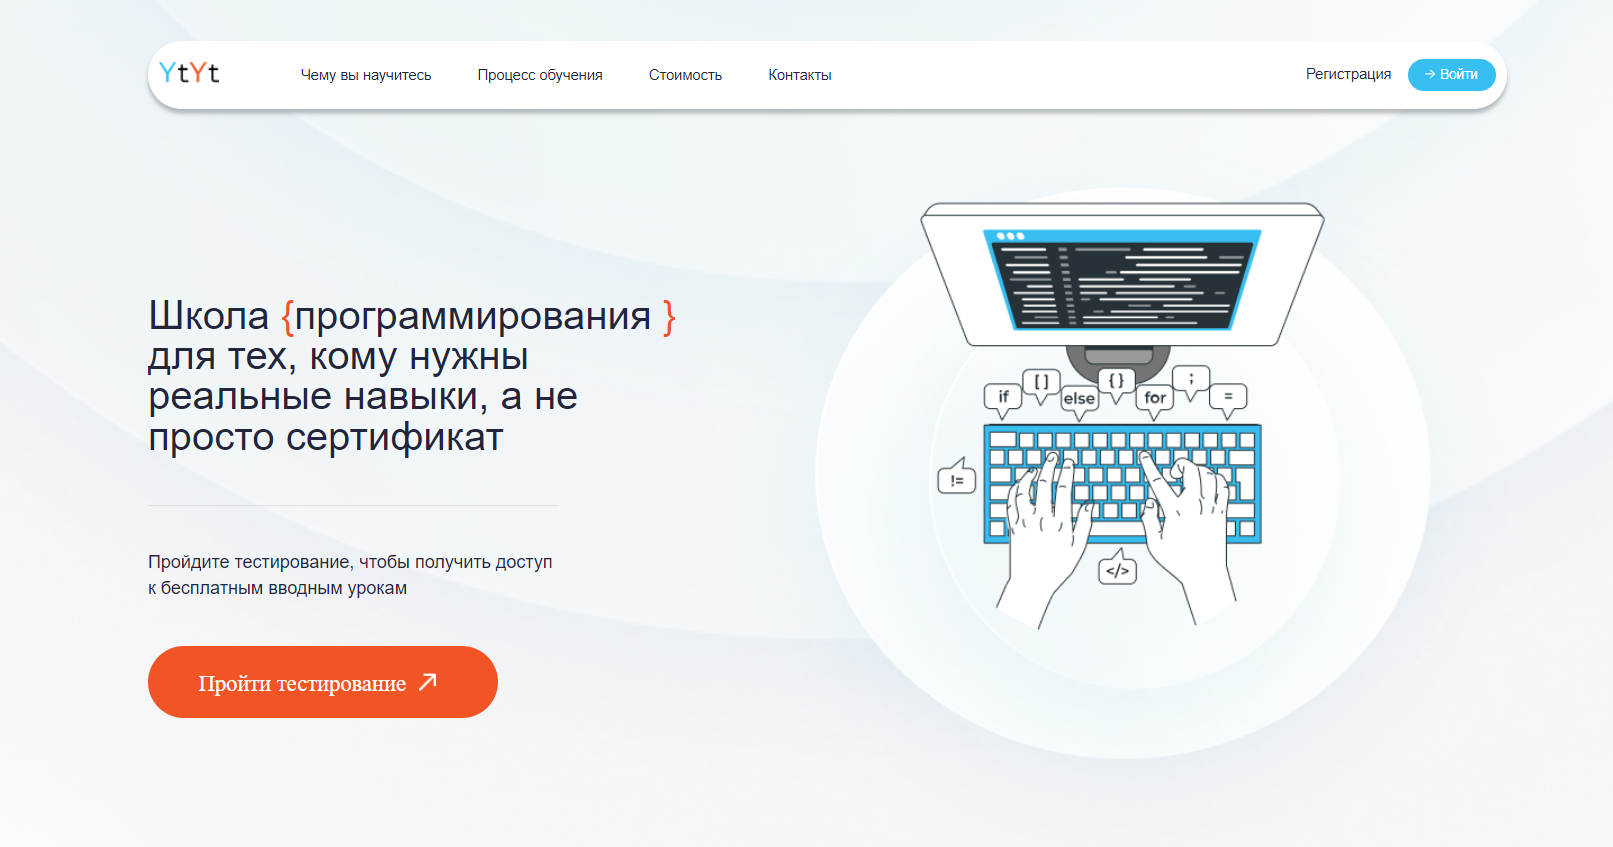 YtYt
Чему вы научитесь
Процесс обучения
Стоимость
Контакты
Регистрация
→ Войти
Школа {программирования }
для тех, кому нужны
реальные навыки, а не
просто сертификат
Пройдите тестирование, чтобы получить доступ
к бесплатным вводным урокам
Пройти тестирование
if
[ ]
else
{ }
for
;
=
!=
</>